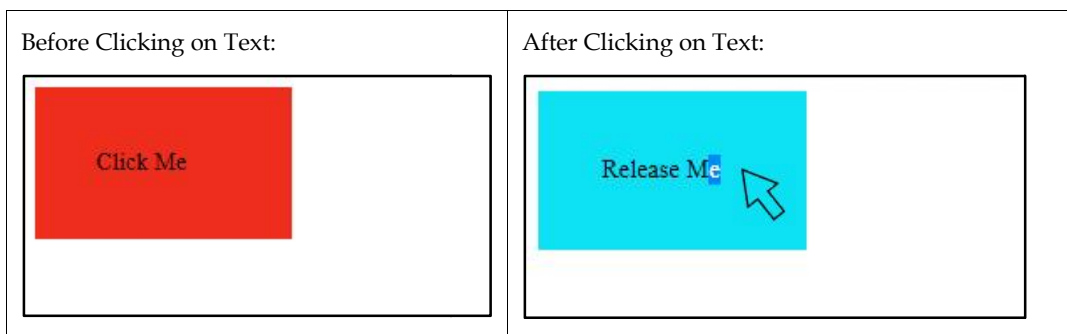 Before Clicking on Text:
After Clicking on Text:
Click Me
Release Me